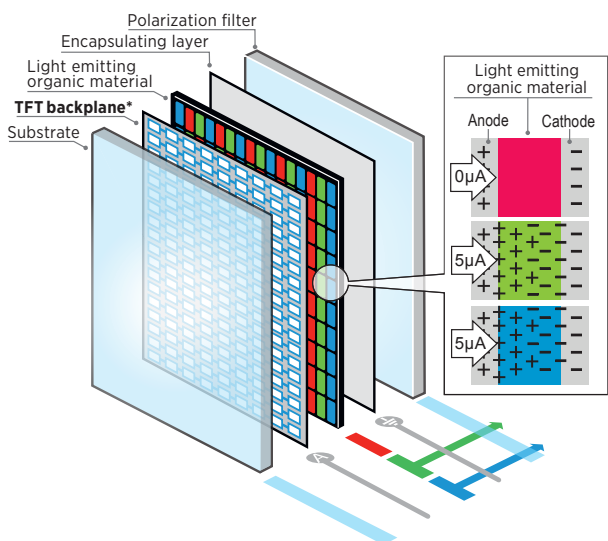 Polarization filter
Encapsulating layer
Light emitting
organic material
TFT backplane*
Substrate
Light emitting
organic material
Anode
Cathode
0µA
5µA
5µA
A